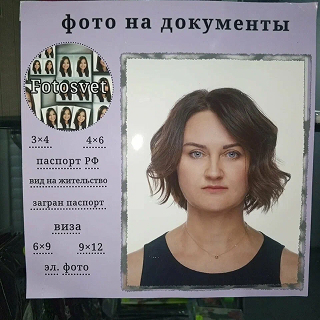 фото на документы
Fotosvet
3×4 4×6
паспорт РФ
вид на жительство
загран паспорт
виза
6×9 9×12
эл. фото